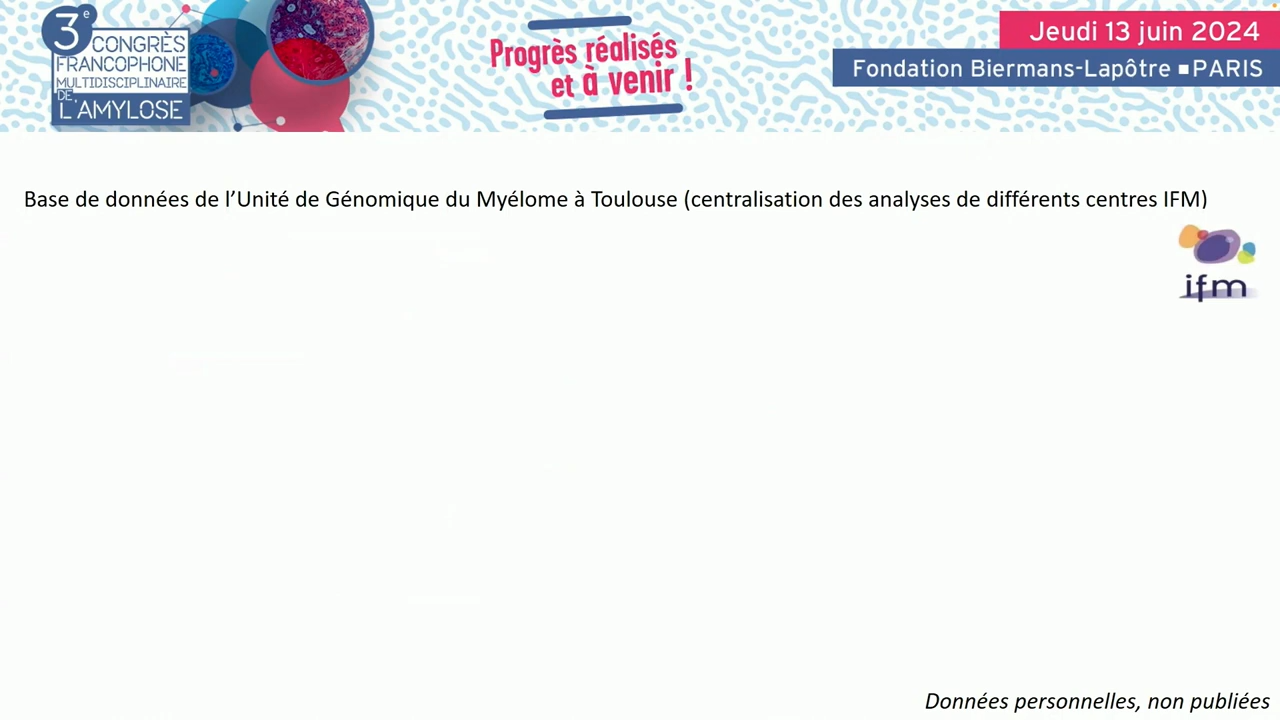 3e CONGRÈS
FRANCOPHONE
MULTIDISCIPLINAIRE
DE L'AMYLOSE
Progrès réalisés
et à venir !
Jeudi 13 juin 2024
Fondation Biermans-Lapôtre ■PARIS
Base de données de l’Unité de Génomique du Myélome à Toulouse (centralisation des analyses de différents centres IFM)
ifm
Données personnelles, non publiées